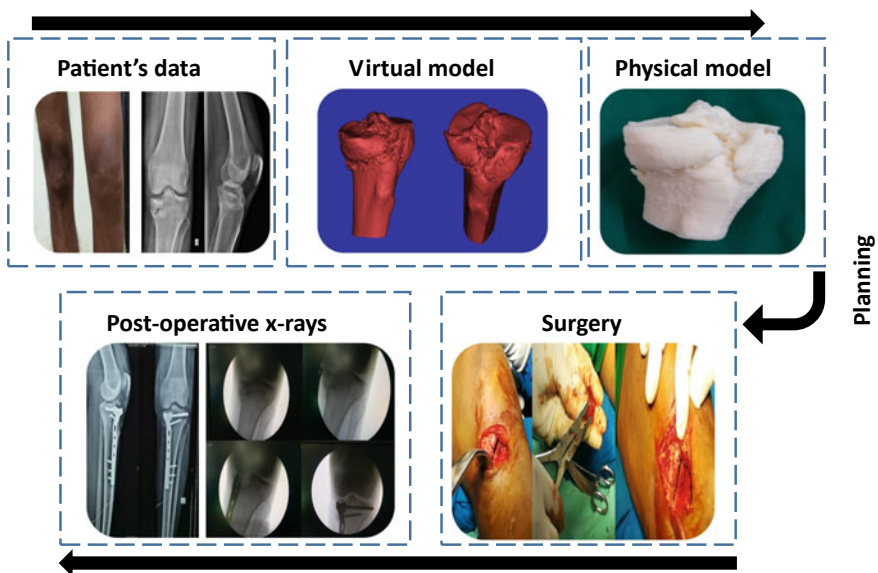 Patient's data
Virtual model
Physical model
Planning
Post-operative x-rays
Surgery